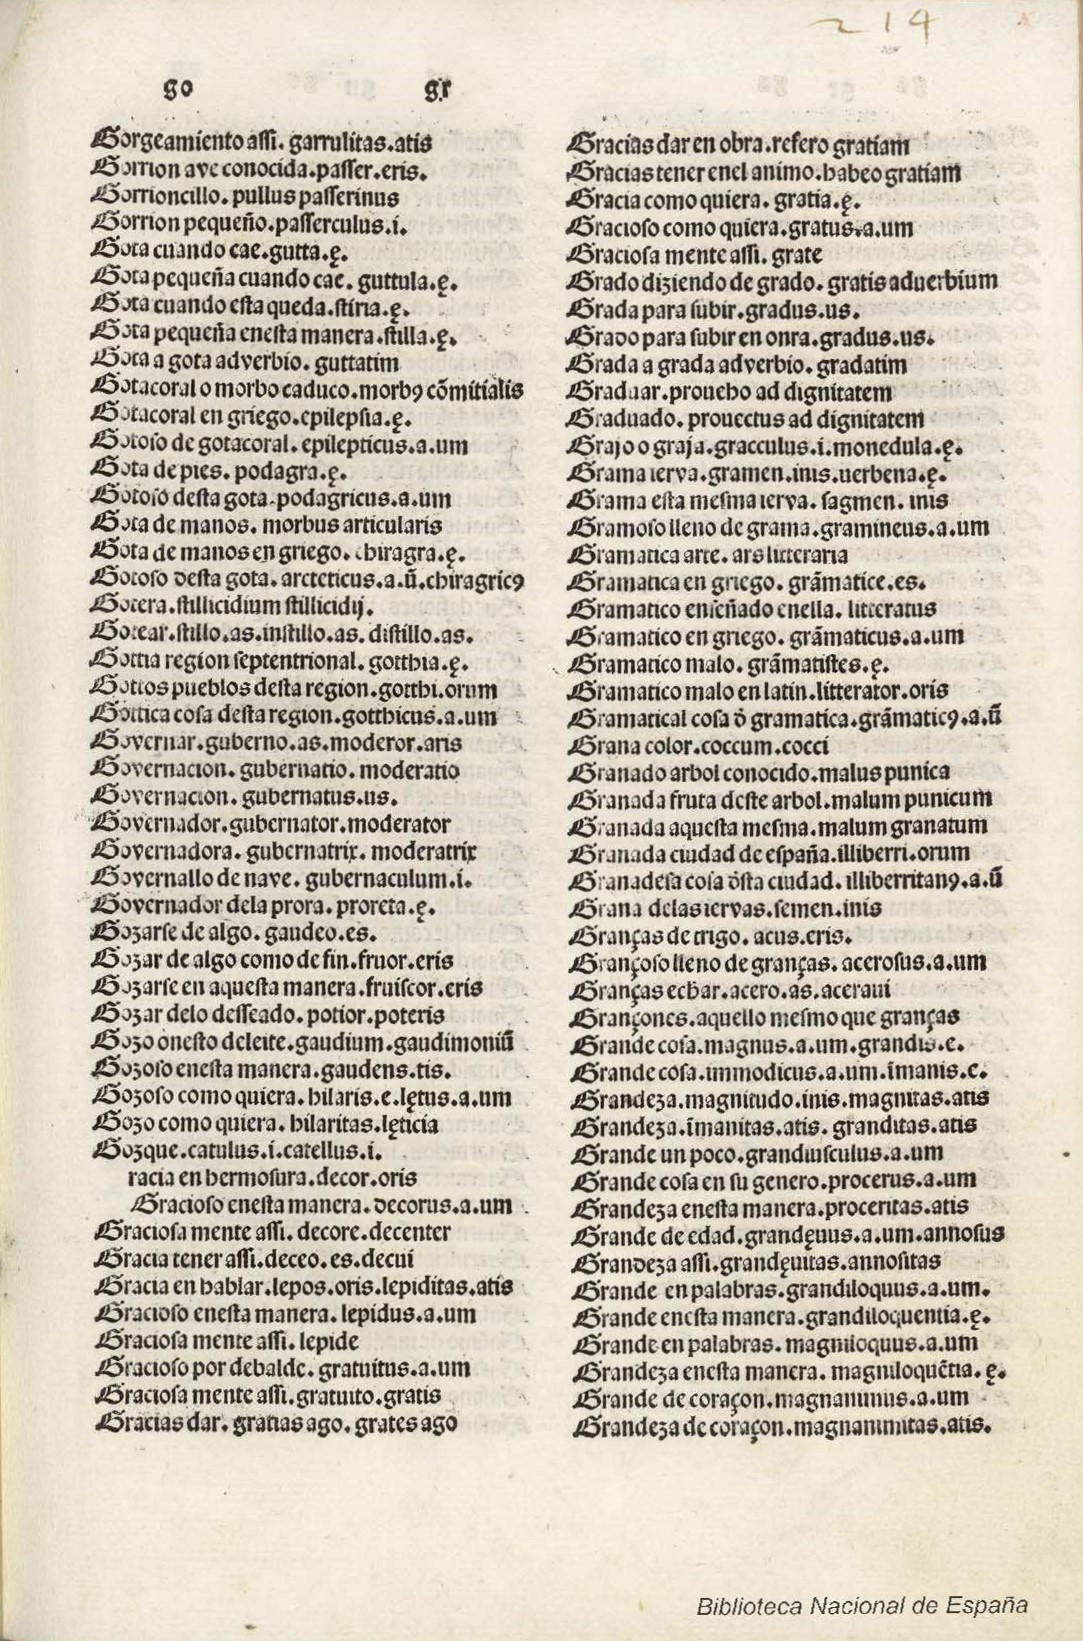 214
go gr
Gorgeamiento assi. garrulitas.atis
Gorrion ave conocida.passer.eris.
Gorrioncillo. pullus passerinus
Gorrion pequeño.passerculus.i.
Gota cuando cae.gutta.ę.
Gota pequeña cuando cae. guttula.ę.
Gota cuando esta queda.stiria.ę.
Gota pequeña enesta manera.stilla.ę.
Gota a gota adverbio. guttatim
Gotacoral o morbo caduco.morbꝯ cõmitialis
Gotacoral en griego.epilepsia.ę.
Gotoso de gotacoral. epilepticus.a.um
Gota de pies. podagra.ę.
Gotoso desta gota.podagricus.a.um
Gota de manos. morbus articularis
Gota de manos en griego. chiragra.ę.
Gotoso desta gota. arcteticus.a.ũ.chiragricꝯ
Gotera.stillicidium stillicidij.
Gotear.stillo.as.instillo.as. distillo.as.
Gottia region septentrional. gotthia.ę.
Gottos pueblos desta region.gotthi.orum
Gottica cosa desta region.gotthicus.a.um
Governar.guberno.as.moderor.aris
Governacion. gubernatio. moderatio
Governacion. gubernatus.us.
Governador.gubernator.moderator
Governadora. gubernatrix. moderatrix
Governallo de nave. gubernaculum.i.
Governador dela prora. proreta.ę.
Gozarse de algo. gaudeo.es.
Gozar de algo como de fin.fruor.eris
Gozarse en aquesta manera.fruiscor.eris
Gozar delo desseado. potior.poteris
Gozo onesto deleite.gaudium.gaudimoniũ
Gozoso enesta manera.gaudens.tis.
Gozoso como quiera. hilaris.e.lętus.a.um
Gozo como quiera. hilaritas.lęticia
Gozque.catulus.i.catellus.i.
racia en hermosura.decor.oris
Gracioso enesta manera.decorus.a.um
Graciosa mente assi. decore.decenter
Gracia tener assi.deceo.es.decui
Gracia en hablar.lepos.oris.lepiditas.atis
Gracioso enesta manera. lepidus.a.um
Graciosa mente assi. lepide
Gracioso por debalde. gratuitus.a.um
Graciosa mente assi.gratuito.gratis
Gracias dar. gratias ago. grates ago
Gracias dar en obra.refero gratiam
Gracias tener enel animo.habeo gratiam
Gracia como quiera. gratia.ę.
Gracioso como quiera.gratus.a.um
Graciosa mente assi. grate
Grado diziendo de grado. gratis adverbium
Grada para subir.gradus.us.
Grado para subir en onra.gradus.us.
Grada a grada adverbio. gradatim
Graduar. proueho ad dignitatem
Graduado. prouectus ad dignitatem
Grajo o graja.gracculus.i.monedula.ę.
Grama ierva.gramen.inis.uerbena.ę.
Grama esta mesma ierva. sagmen. inis
Gramoso lleno de grama.gramineus.a.um
Gramatica arte. ars litteraria
Gramatica en griego. grãmatice.es.
Gramatico enseñado enella. litteratus
Gramatico en griego. grãmaticus.a.um
Gramatico malo. grãmatistes.ę.
Gramatico malo en latin.litterator.oris
Gramatical cosa đ gramatica.grãmaticꝯ.a.ũ
Grana color.coccum.cocci
Granado arbol conocido.malus punica
Granada fruta deste arbol.malum punicum
Granada aquesta mesma.malum granatum
Granada ciudad de españa.illiberri.orum
Granadesa cosa đsta ciudad. illiberritanꝯ.a.ũ
Grana delas iervas.semen.inis
Granças de trigo. acus.eris.
Grançoso lleno de granças. acerosus.a.um
Granças echar.acero.as.aceraui
Grançones.aquello mesmo que granças
Grande cosa.magnus.a.um.grandis.e.
Grande cosa.immodicus.a.um.ĩmanis.e.
Grandeza.magnitudo.inis.magnitas.atis
Grandeza.ĩmanitas.atis. granditas.atis
Grande un poco.grandiusculus.a.um
Grande cosa en su genero.procerus.a.um
Grandeza enesta manera.proceritas.atis
Grande de edad.grandęuus.a.um.annosus
Grandeza assi.grandęuitas.annositas
Grande en palabras.grandiloquus.a.um.
Grande enesta manera.grandiloquentia.ę.
Grande en palabras. magniloquus.a.um
Grandeza enesta manera. magniloquẽtia.ę.
Grande de coraçon.magnanimus.a.um
Grandeza de coraçon.magnanimitas.atis.
Biblioteca Nacional de España